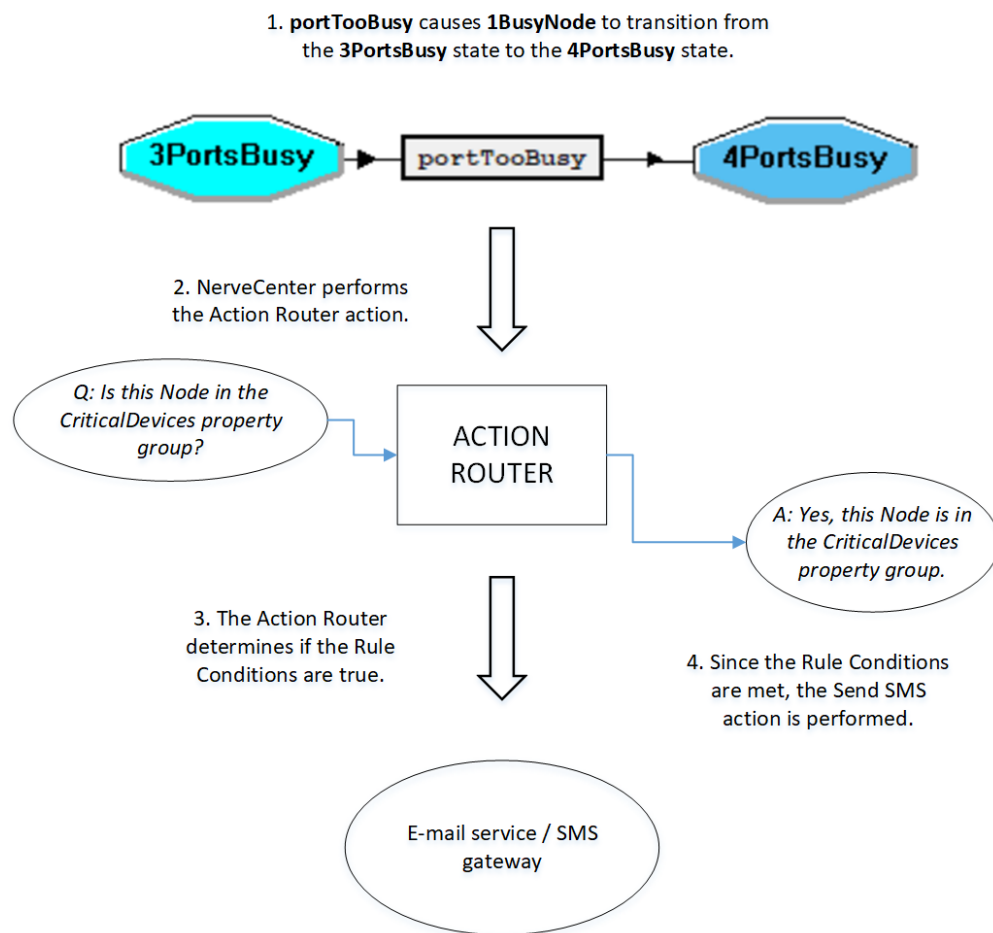 1. portTooBusy causes 1BusyNode to transition from
the 3PortsBusy state to the 4PortsBusy state.
3PortsBusy
portTooBusy
4PortsBusy
2. NerveCenter performs
the Action Router action.
Q: Is this Node in the
CriticalDevices property
group?
ACTION
ROUTER
A: Yes, this Node is in
the CriticalDevices
property group.
3. The Action Router
determines if the Rule
Conditions are true.
4. Since the Rule Conditions
are met, the Send SMS
action is performed.
E-mail service / SMS
gateway